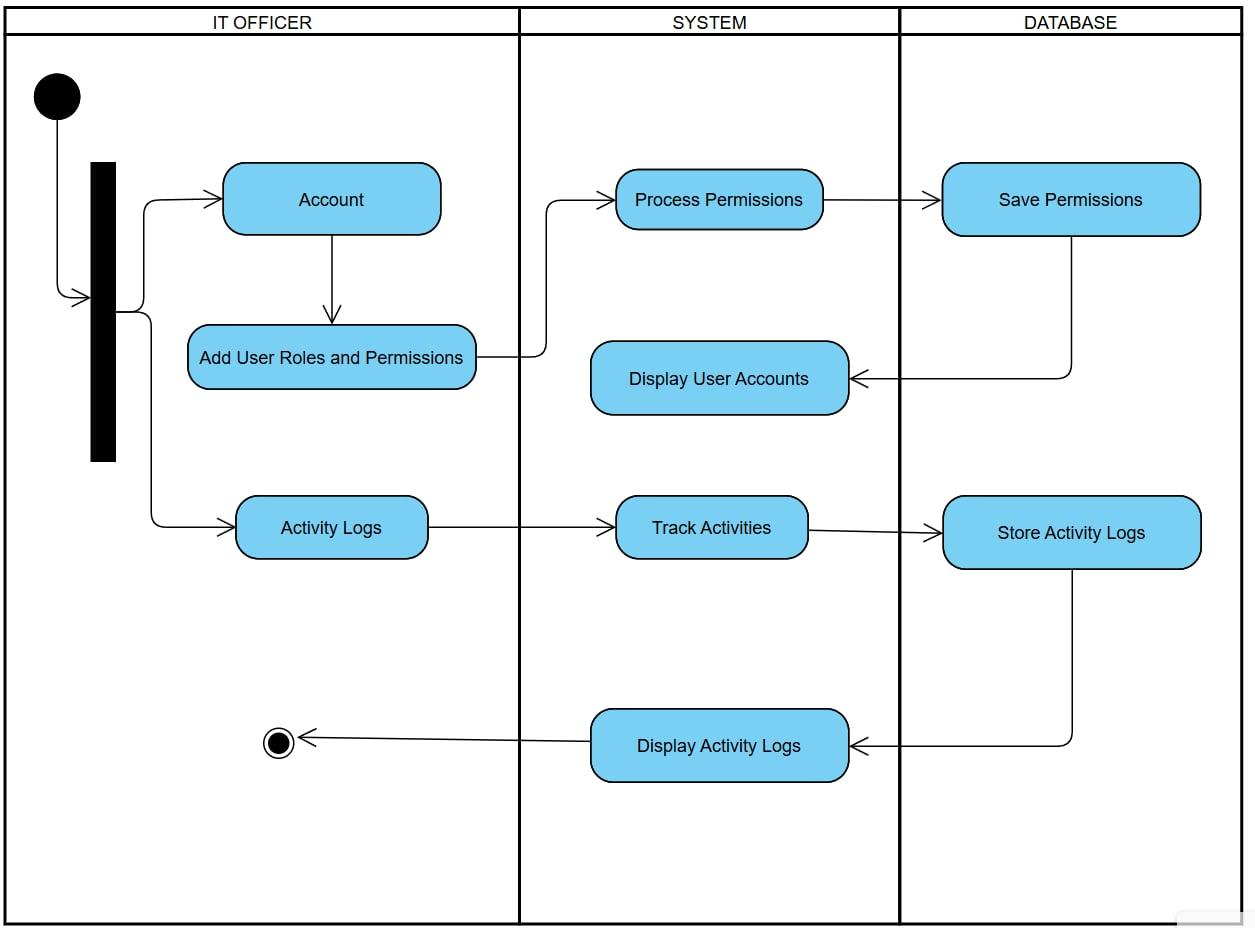 IT OFFICER
SYSTEM
DATABASE
Account
Process Permissions
Save Permissions
Add User Roles and Permissions
Display User Accounts
Activity Logs
Track Activities
Store Activity Logs
Display Activity Logs